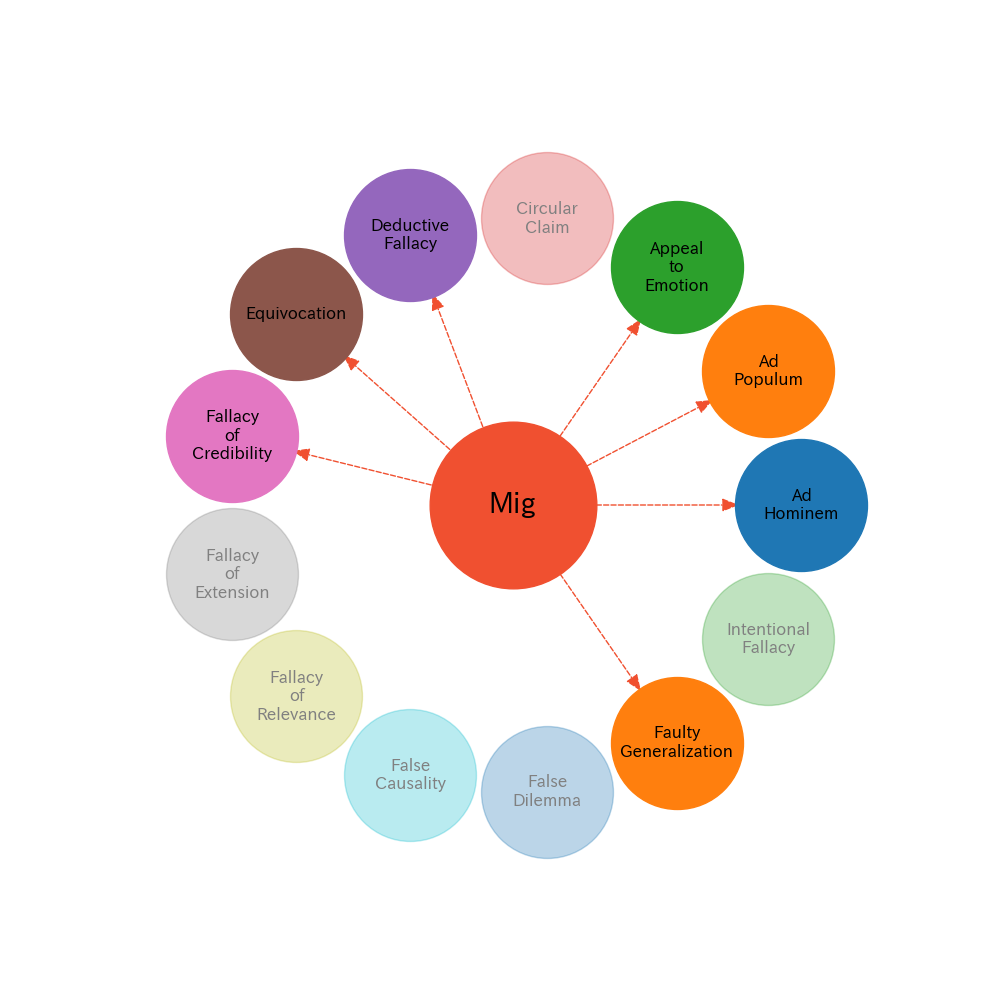 Circular
Claim
Deductive
Fallacy
Appeal
to
Emotion
Equivocation
Ad
Populum
Fallacy
of
Credibility
Mig
Ad
Hominem
Fallacy
of
Extension
Intentional
Fallacy
Fallacy
of
Relevance
Faulty
Generalization
False
Causality
False
Dilemma